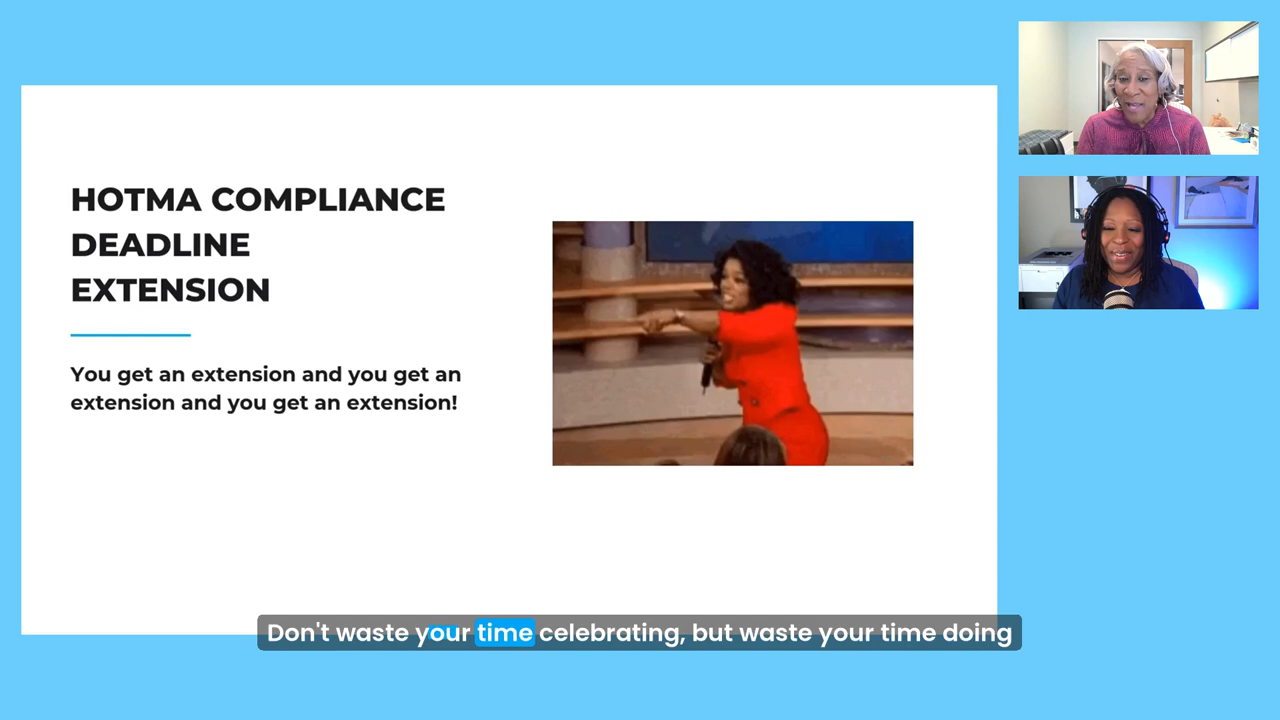 HOTMA COMPLIANCE
DEADLINE
EXTENSION
You get an extension and you get an
extension and you get an extension!
Don't waste your time celebrating, but waste your time doing